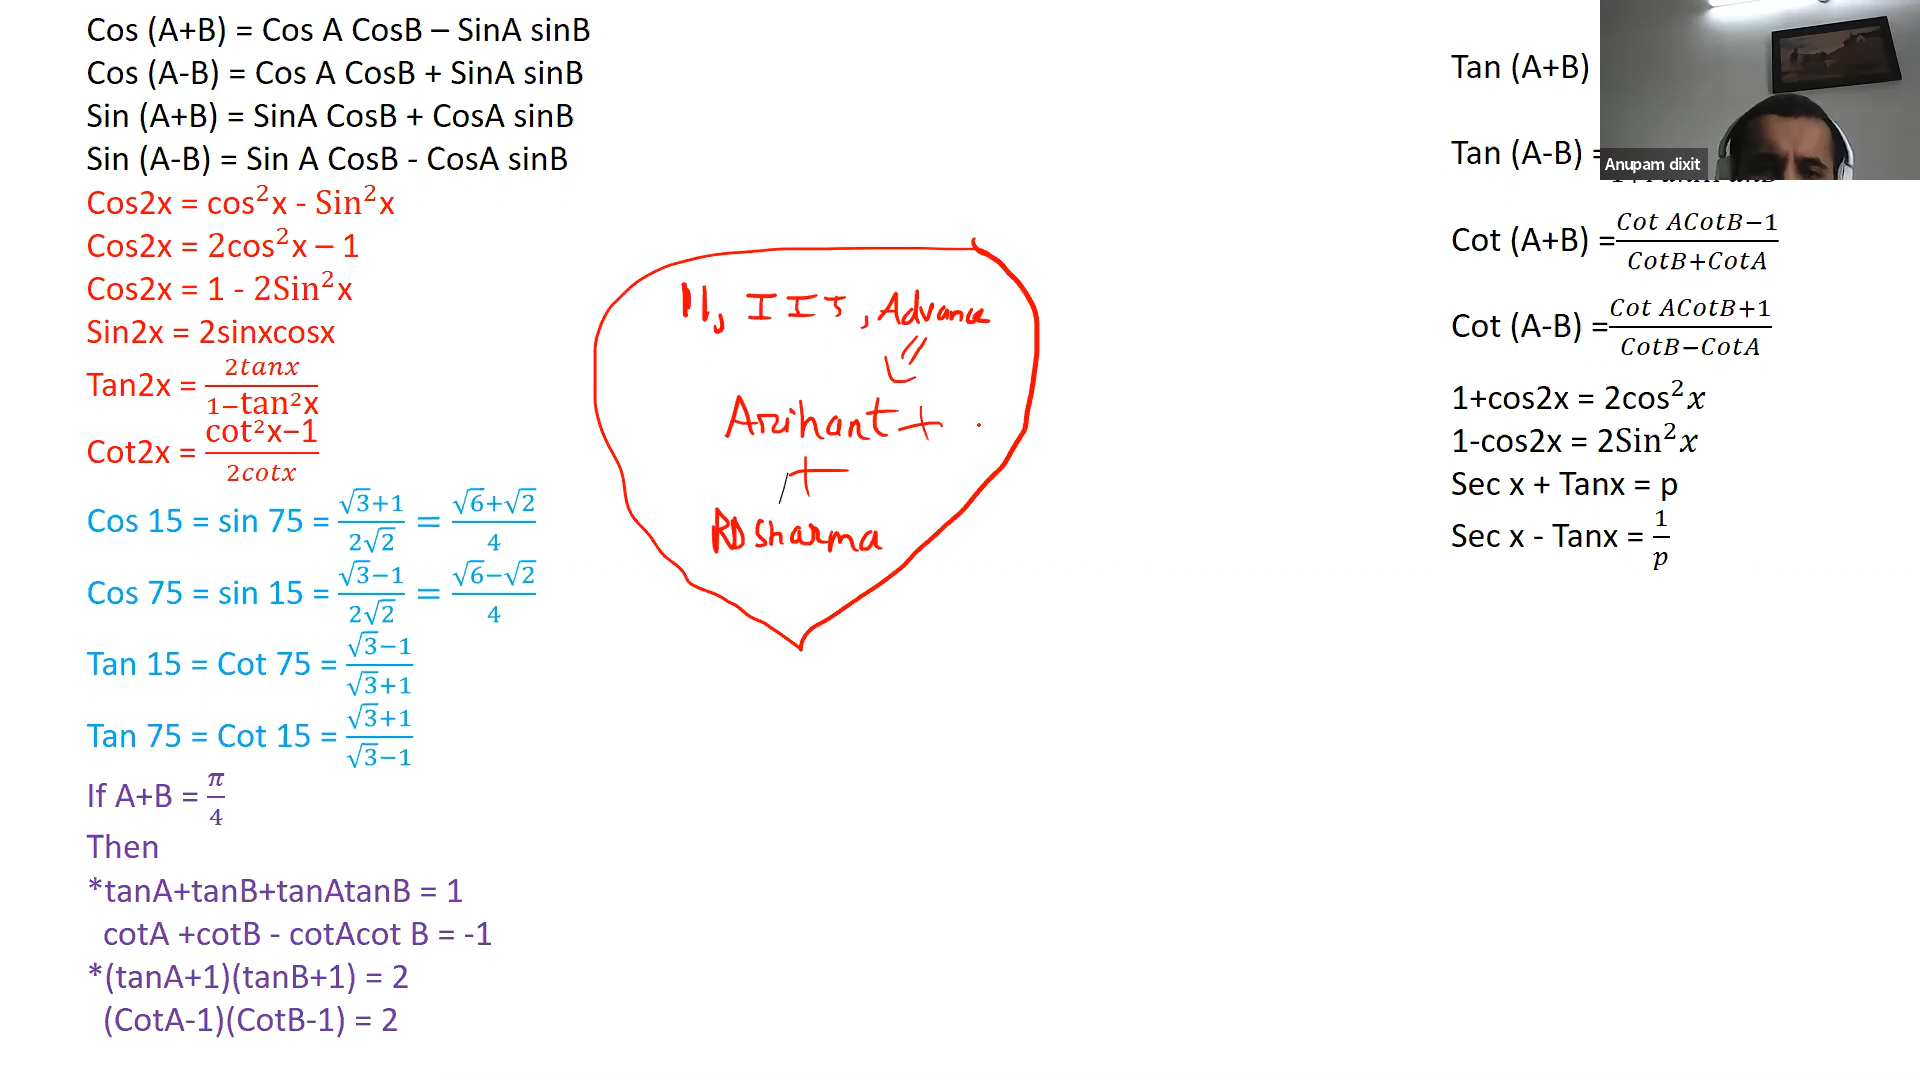 Cos (A+B) = Cos A CosB – SinA sinB
Cos (A-B) = Cos A CosB + SinA sinB
Sin (A+B) = SinA CosB + CosA sinB
Sin (A-B) = Sin A CosB - CosA sinB
Cos2x = cos²x - Sin²x
Cos2x = 2cos²x – 1
Cos2x = 1 - 2Sin²x
Sin2x = 2sinxcosx
Tan2x = 2tanx / 1−tan²x
Cot2x = cot²x−1 / 2cotx
Cos 15 = sin 75 = √3+1 / 2√2 = √6+√2 / 4
Cos 75 = sin 15 = √3−1 / 2√2 = √6−√2 / 4
Tan 15 = Cot 75 = √3−1 / √3+1
Tan 75 = Cot 15 = √3+1 / √3−1
If A+B = π / 4
Then
*tanA+tanB+tanAtanB = 1
cotA +cotB - cotAcot B = -1
*(tanA+1)(tanB+1) = 2
(CotA-1)(CotB-1) = 2
11, IIT, Advance
Arihant +
+
RD Sharma
Tan (A+B)
Tan (A-B) =
Cot (A+B) = Cot ACotB−1 / CotB+CotA
Cot (A-B) = Cot ACotB+1 / CotB−CotA
1+cos2x = 2cos²x
1-cos2x = 2Sin²x
Sec x + Tanx = p
Sec x - Tanx = 1 / p
Anupam dixit